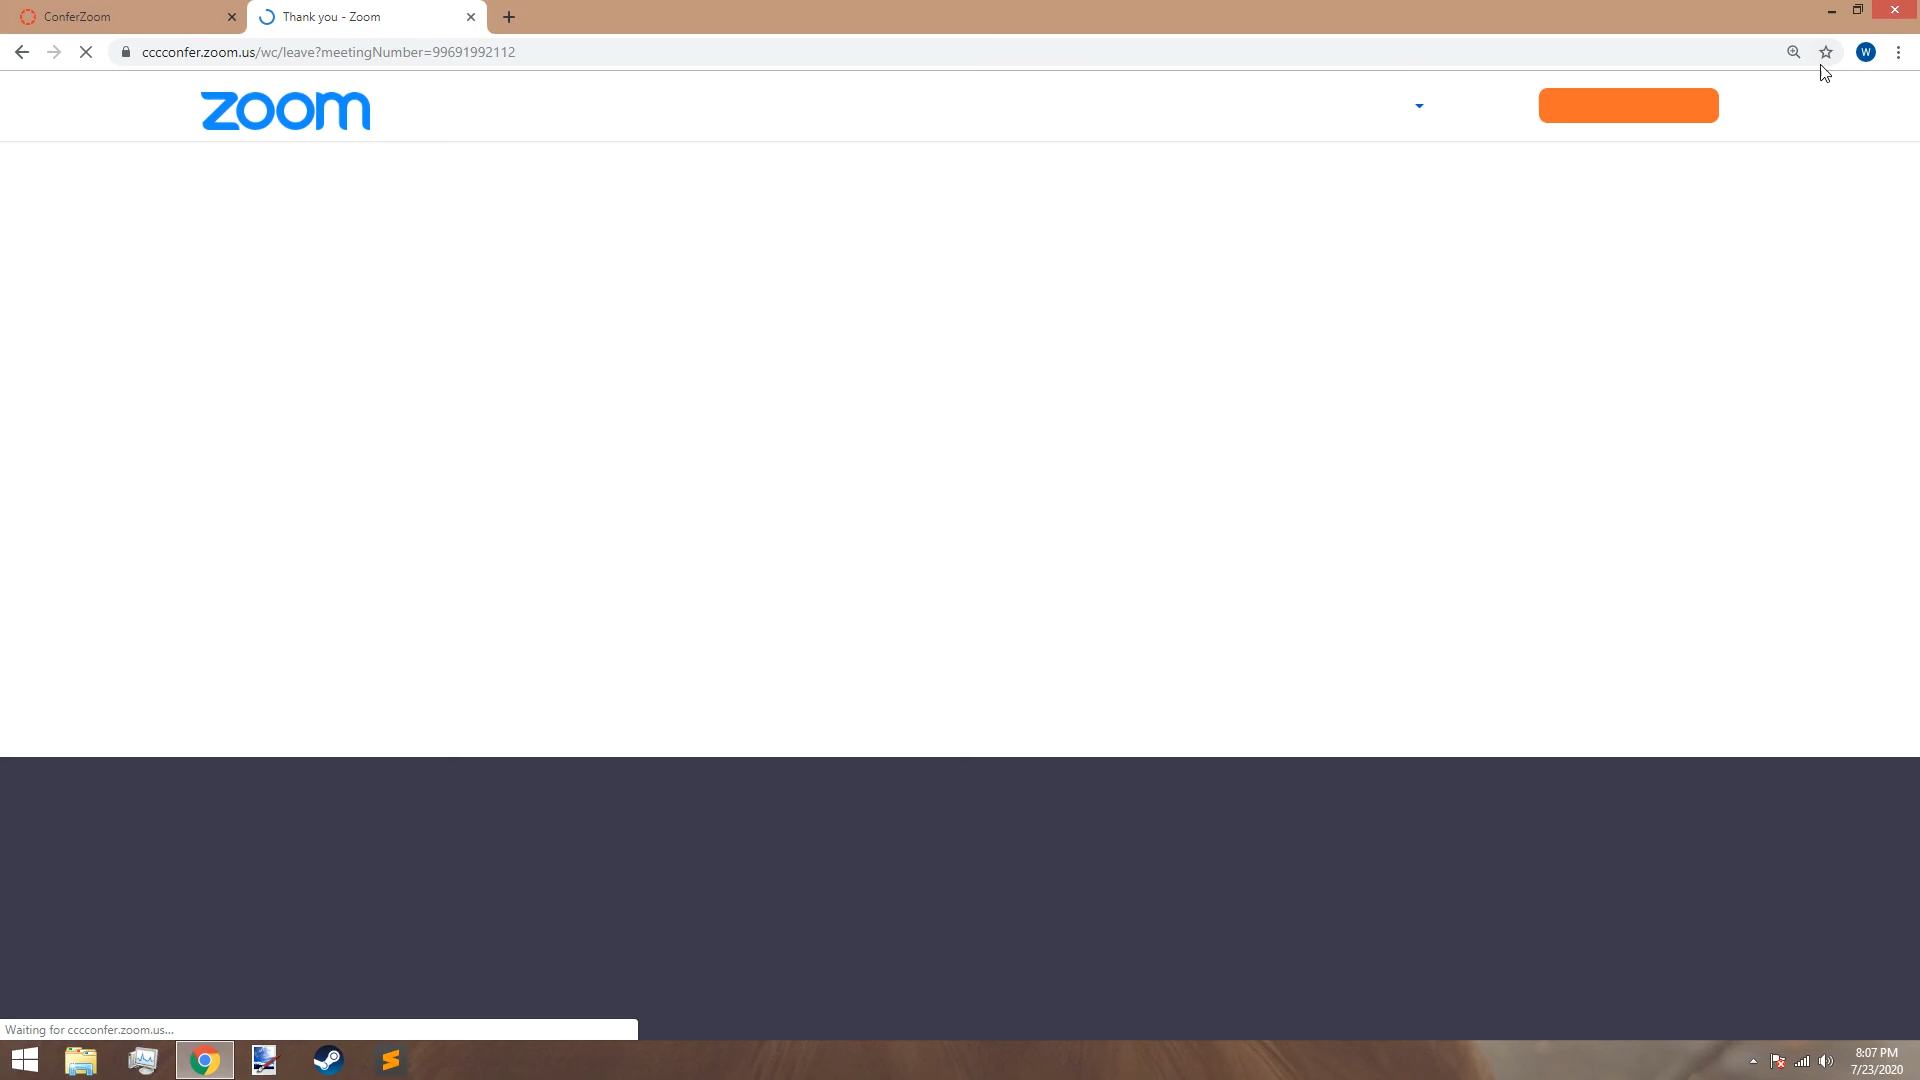 ConferZoom
Thank you - Zoom
cccconfer.zoom.us/wc/leave?meetingNumber=99691992112
W
zoom
Waiting for cccconfer.zoom.us...
8:07 PM
7/23/2020